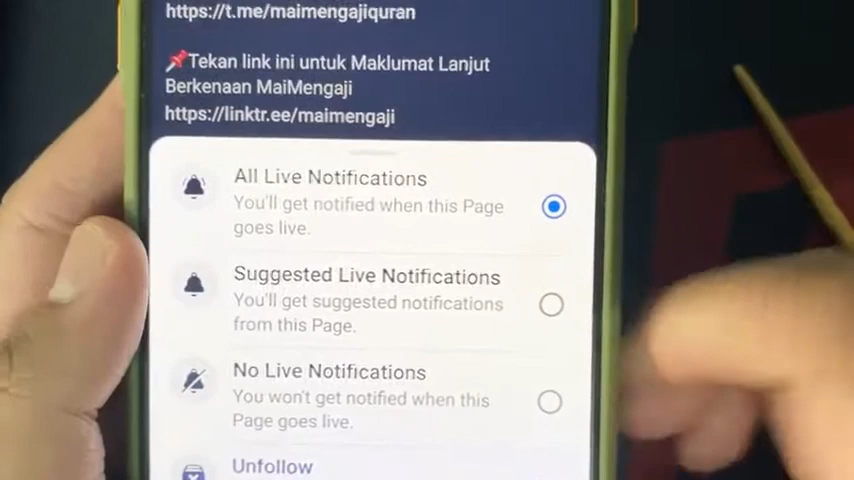 https://t.me/maimengajiquran
📌Tekan link ini untuk Maklumat Lanjut
Berkenaan MaiMengaji
https://linktr.ee/maimengaji
All Live Notifications
You'll get notified when this Page
goes live.
Suggested Live Notifications
You'll get suggested notifications
from this Page.
No Live Notifications
You won't get notified when this
Page goes live.
Unfollow